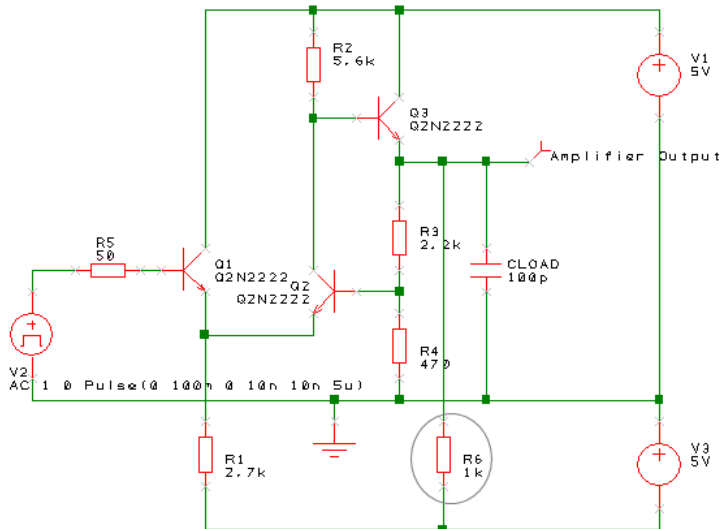 R2
5.6k
V1
5V
Q3
Q2N2222
Amplifier Output
R5
50
R3
2.2k
Q1
Q2N2222
Q2
Q2N2222
CLOAD
100p
R4
470
V2
AC 1 0 Pulse(0 100m 0 10n 10n 5u)
R1
2.7k
R6
1k
V3
5V